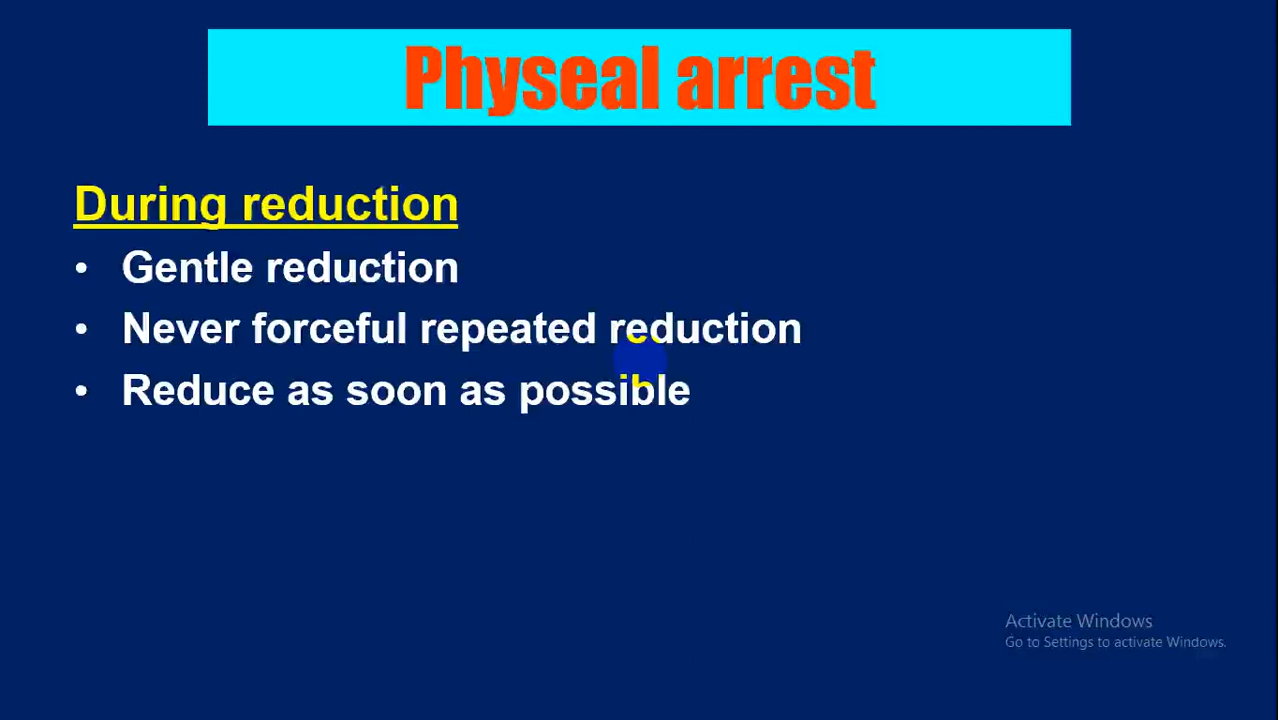 Physeal arrest
During reduction
• Gentle reduction
• Never forceful repeated reduction
• Reduce as soon as possible
Activate Windows
Go to Settings to activate Windows.